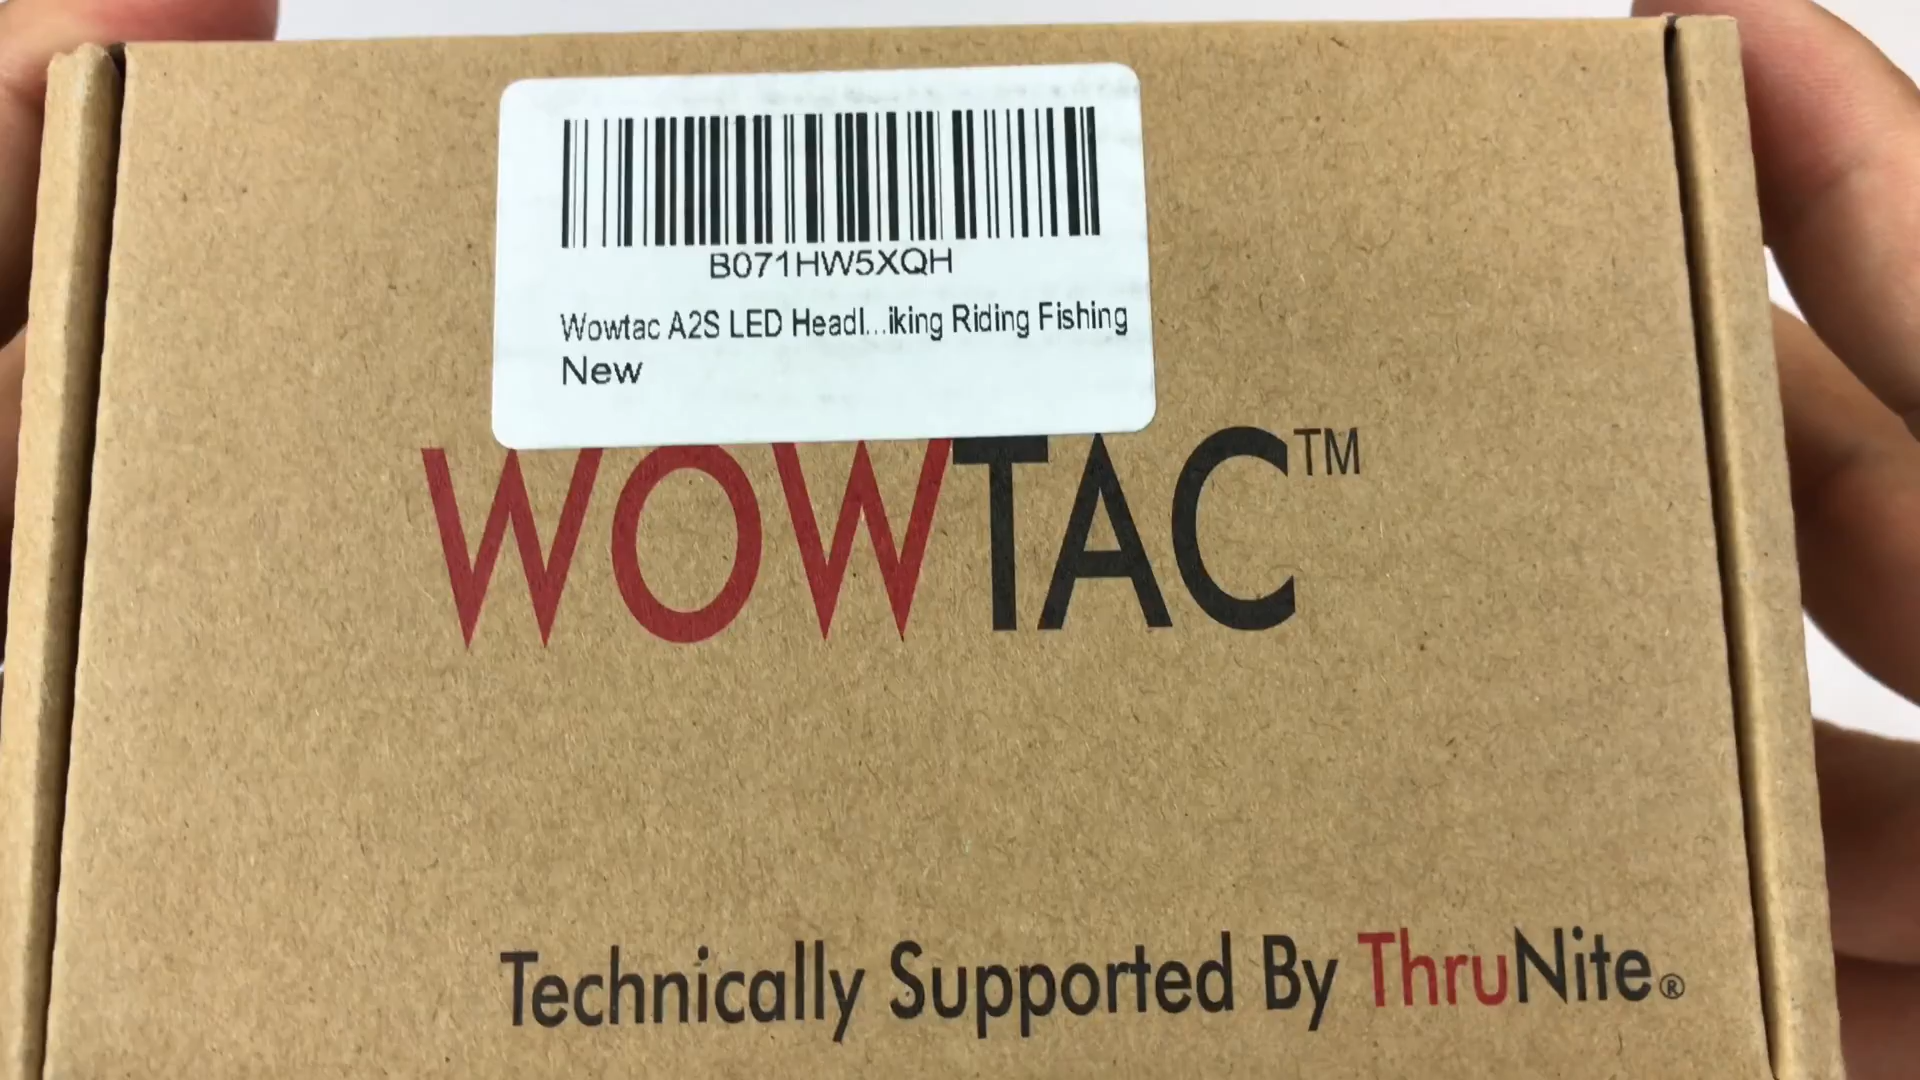 B071HW5XQH
Wowtac A2S LED Headl...iking Riding Fishing
New
WOWTAC™
Technically Supported By ThruNite®